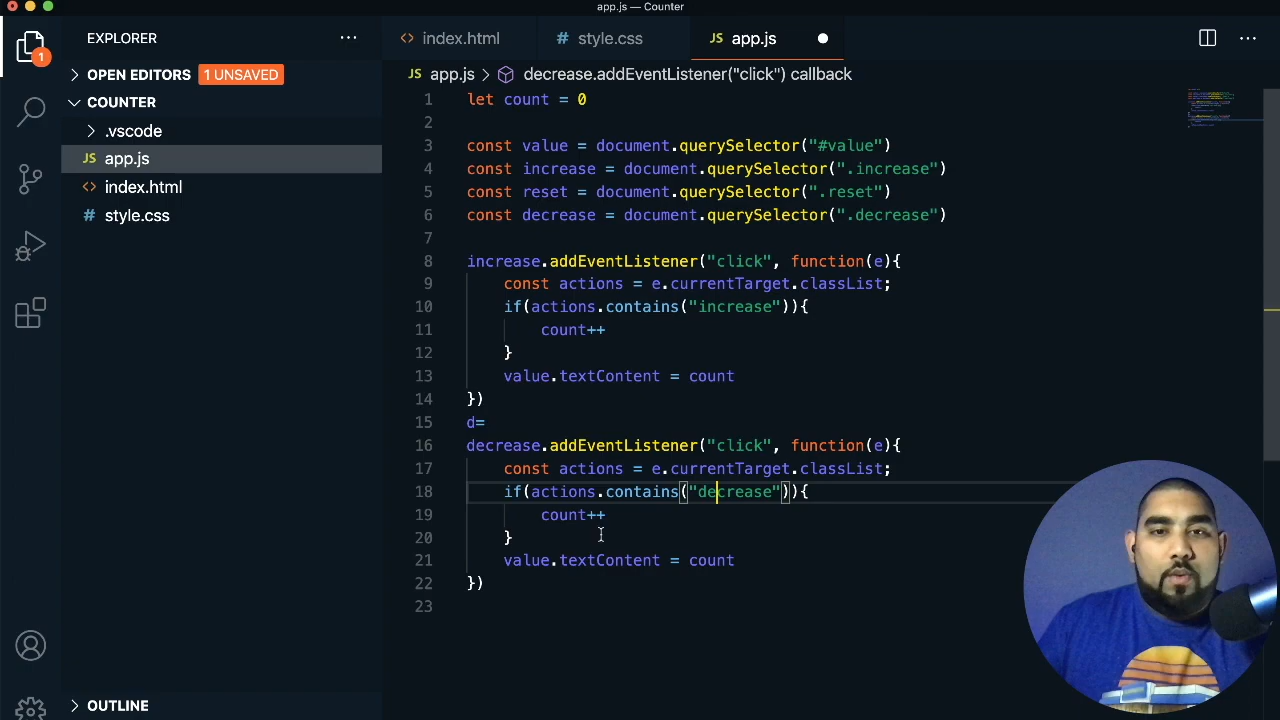 app.js — Counter
EXPLORER
index.html
style.css
JS app.js
1
OPEN EDITORS 1 UNSAVED
JS app.js > decrease.addEventListener("click") callback
COUNTER
.vscode
JS app.js
index.html
# style.css
1 let count = 0
2
3 const value = document.querySelector("#value")
4 const increase = document.querySelector(".increase")
5 const reset = document.querySelector(".reset")
6 const decrease = document.querySelector(".decrease")
7
8 increase.addEventListener("click", function(e){
9 const actions = e.currentTarget.classList;
10 if(actions.contains("increase")){
11 count++
12 }
13 value.textContent = count
14 })
15 d=
16 decrease.addEventListener("click", function(e){
17 const actions = e.currentTarget.classList;
18 if(actions.contains("decrease")){
19 count++
20 }
21 value.textContent = count
22 })
23
OUTLINE